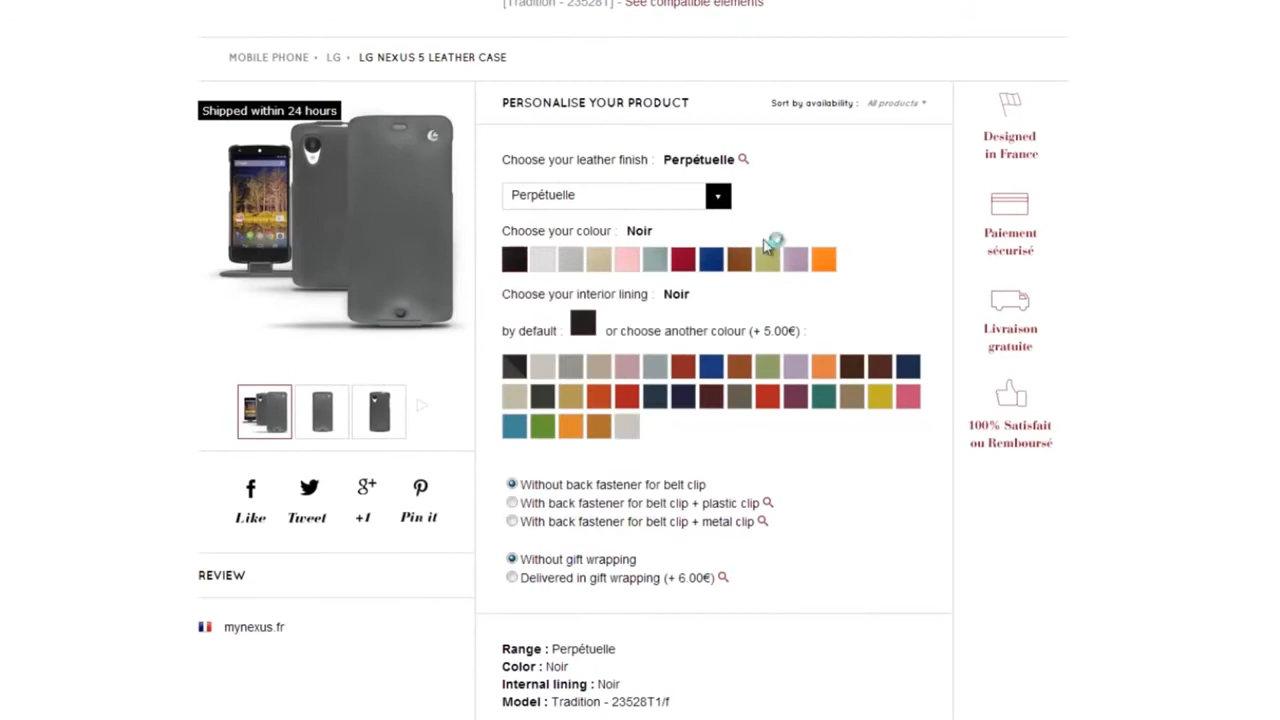 [Tradition - 23528T] - See compatible elements
MOBILE PHONE • LG • LG NEXUS 5 LEATHER CASE
Shipped within 24 hours
PERSONALISE YOUR PRODUCT
Sort by availability : All products
Choose your leather finish : Perpétuelle
Perpétuelle
Choose your colour : Noir
Choose your interior lining : Noir
by default : or choose another colour (+ 5.00€) :
Without back fastener for belt clip
With back fastener for belt clip + plastic clip
With back fastener for belt clip + metal clip
Without gift wrapping
Delivered in gift wrapping (+ 6.00€)
Range : Perpétuelle
Color : Noir
Internal lining : Noir
Model : Tradition - 23528T1/f
Designed
in France
Paiement
sécurisé
Livraison
gratuite
100% Satisfait
ou Remboursé
Like
Tweet
g+
+1
Pin it
REVIEW
mynexus.fr